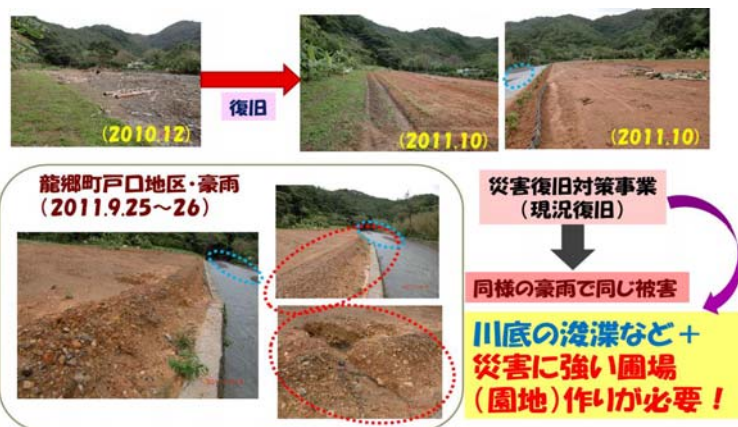 (2010.12)
復旧
(2011.10)
(2011.10)
龍郷町戸口地区・豪雨
(2011.9.25～26)
災害復旧対策事業
(現況復旧)
同様の豪雨で同じ被害
川底の浚渫など＋
災害に強い圃場
(園地)作りが必要！